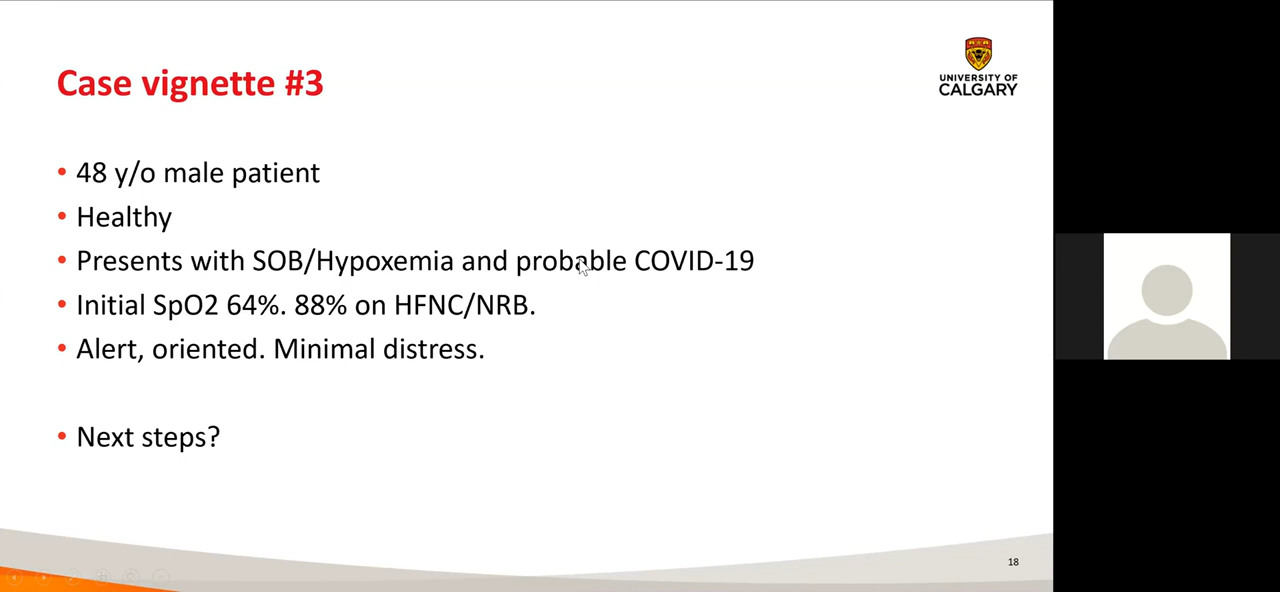 UNIVERSITY OF
CALGARY
Case vignette #3
• 48 y/o male patient
• Healthy
• Presents with SOB/Hypoxemia and probable COVID-19
• Initial SpO2 64%. 88% on HFNC/NRB.
• Alert, oriented. Minimal distress.
• Next steps?
18